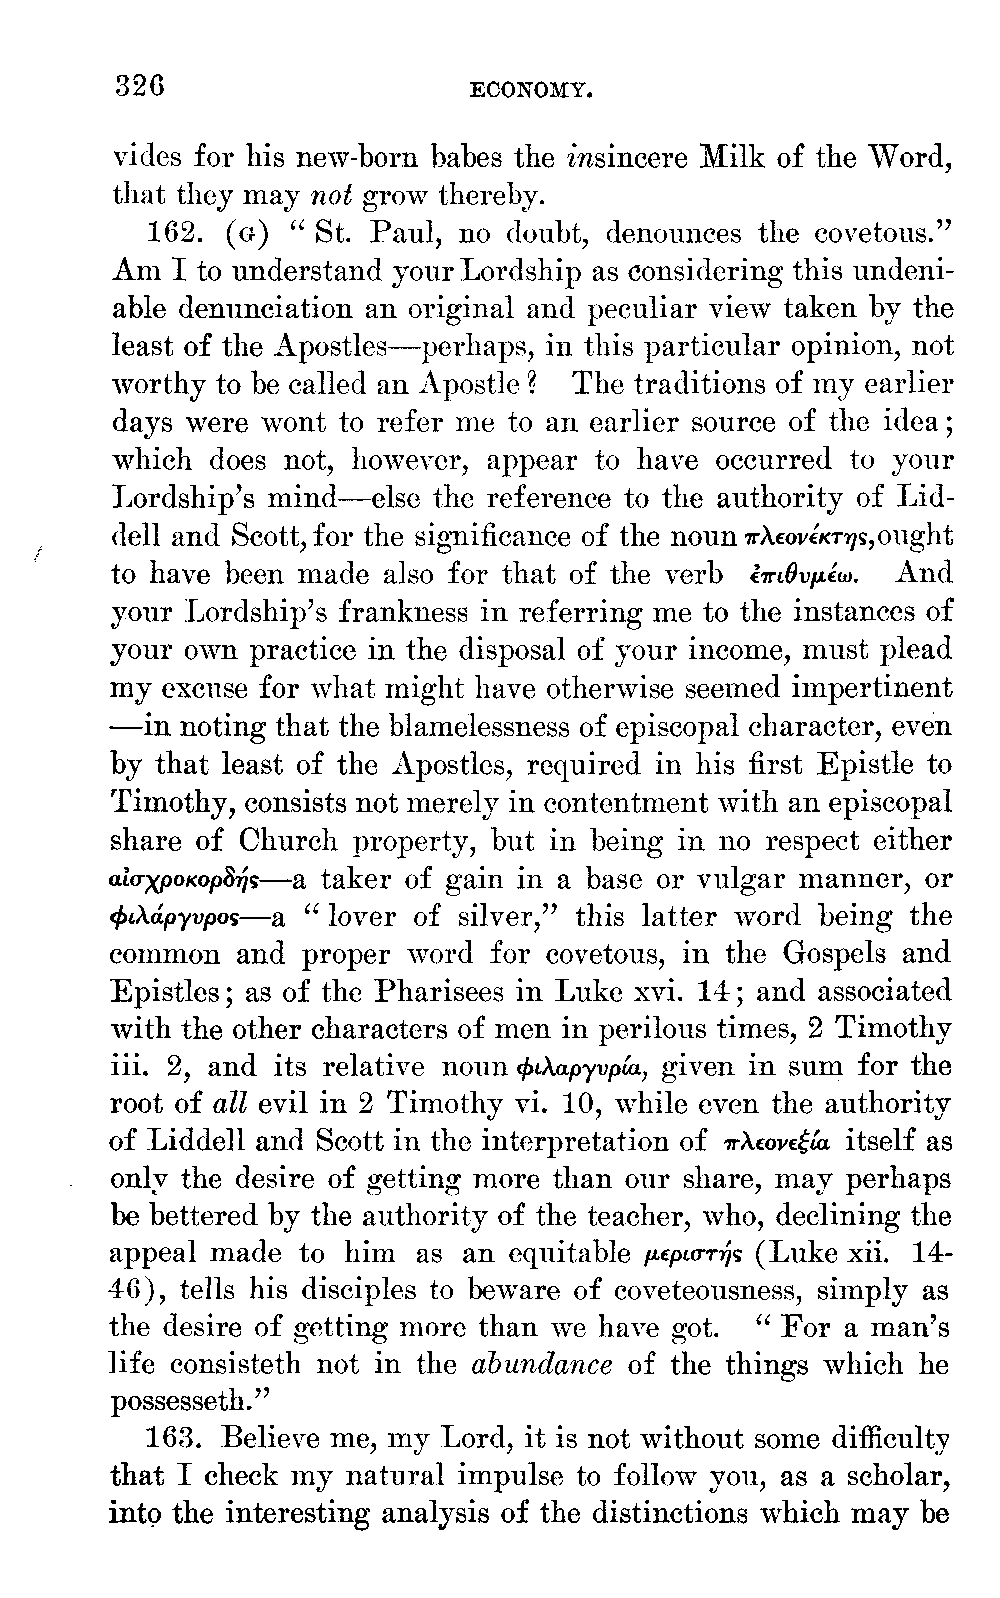 326 ECONOMY.
vides for his new-born babes the insincere Milk of the Word,
that they may not grow thereby.
162. (G) “ St. Paul, no doubt, denounces the covetous.”
Am I to understand your Lordship as considering this undeni-
able denunciation an original and peculiar view taken by the
least of the Apostles—perhaps, in this particular opinion, not
worthy to be called an Apostle? The traditions of my earlier
days were wont to refer me to an earlier source of the idea;
which does not, however, appear to have occurred to your
Lordship’s mind—else the reference to the authority of Lid-
dell and Scott, for the significance of the noun πλεονέκτης, ought
to have been made also for that of the verb ἐπιθυμέω. And
your Lordship’s frankness in referring me to the instances of
your own practice in the disposal of your income, must plead
my excuse for what might have otherwise seemed impertinent
—in noting that the blamelessness of episcopal character, even
by that least of the Apostles, required in his first Epistle to
Timothy, consists not merely in contentment with an episcopal
share of Church property, but in being in no respect either
αἰσχροκορδής—a taker of gain in a base or vulgar manner, or
φιλάργυρος—a “ lover of silver,” this latter word being the
common and proper word for covetous, in the Gospels and
Epistles; as of the Pharisees in Luke xvi. 14; and associated
with the other characters of men in perilous times, 2 Timothy
iii. 2, and its relative noun φιλαργυρία, given in sum for the
root of all evil in 2 Timothy vi. 10, while even the authority
of Liddell and Scott in the interpretation of πλεονεξία itself as
only the desire of getting more than our share, may perhaps
be bettered by the authority of the teacher, who, declining the
appeal made to him as an equitable μεριστής (Luke xii. 14-
46), tells his disciples to beware of coveteousness, simply as
the desire of getting more than we have got. “ For a man’s
life consisteth not in the abundance of the things which he
possesseth.”
163. Believe me, my Lord, it is not without some difficulty
that I check my natural impulse to follow you, as a scholar,
into the interesting analysis of the distinctions which may be